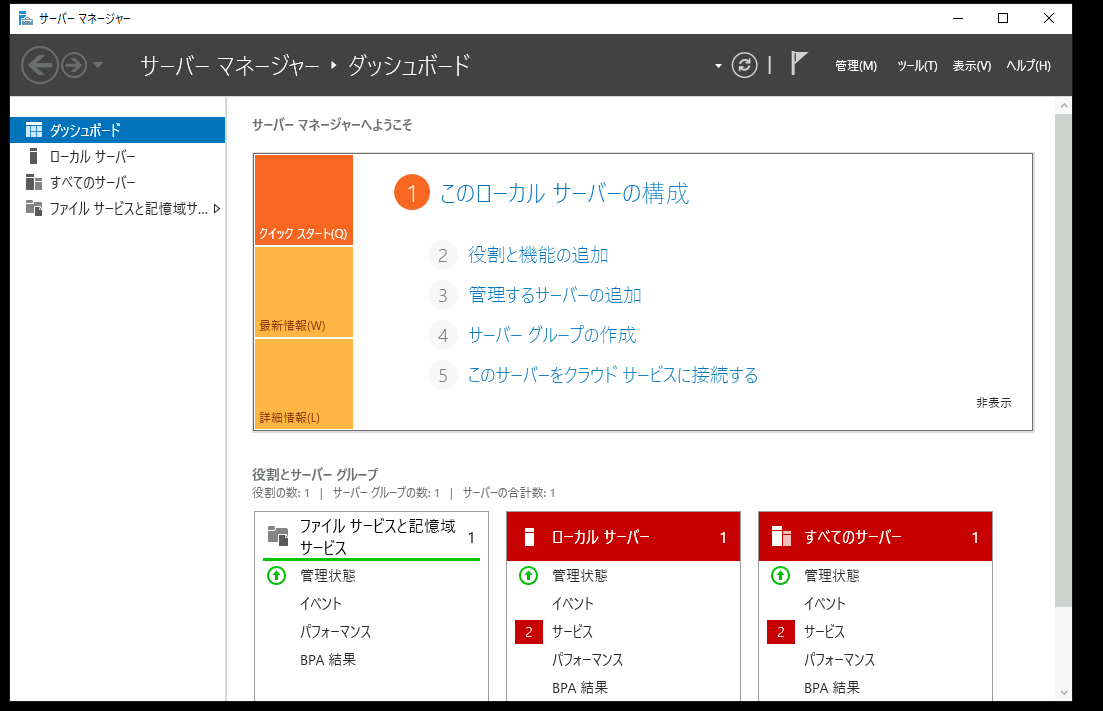 サーバー マネージャー
サーバー マネージャー ・ ダッシュボード
管理(M) ツール(T) 表示(V) ヘルプ(H)
ダッシュボード
ローカル サーバー
すべてのサーバー
ファイル サービスと記憶域サ...
サーバー マネージャーへようこそ
クイック スタート(Q)
最新情報(W)
詳細情報(L)
1 このローカル サーバーの構成
2 役割と機能の追加
3 管理するサーバーの追加
4 サーバー グループの作成
5 このサーバーをクラウド サービスに接続する
非表示
役割とサーバー グループ
役割の数: 1 | サーバー グループの数: 1 | サーバーの合計数: 1
ファイル サービスと記憶域
サービス
1
管理状態
イベント
パフォーマンス
BPA 結果
ローカル サーバー 1
管理状態
イベント
2 サービス
パフォーマンス
BPA 結果
すべてのサーバー 1
管理状態
イベント
2 サービス
パフォーマンス
BPA 結果